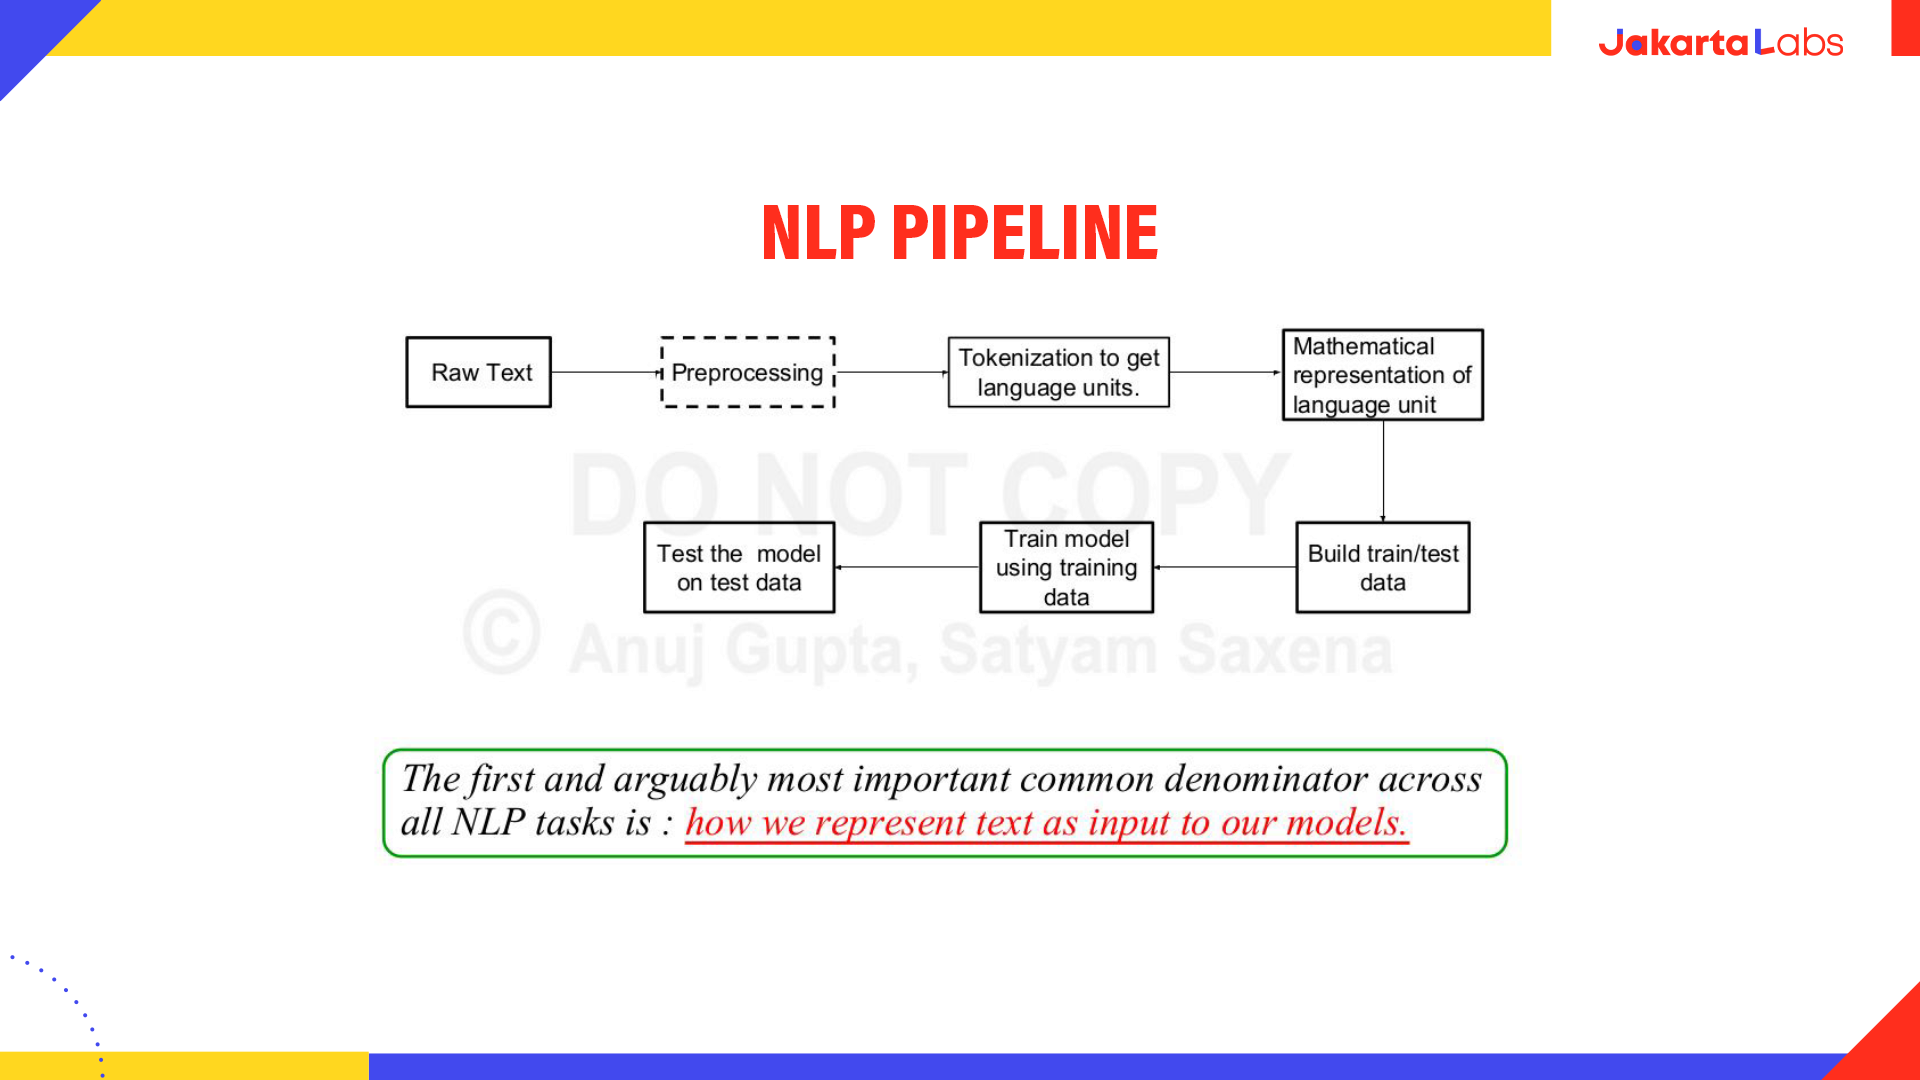 JakartaLabs
NLP PIPELINE
Raw Text
Preprocessing
Tokenization to get
language units.
Mathematical
representation of
language unit
DO NOT COPY
Test the model
on test data
Train model
using training
data
Build train/test
data
© Anuj Gupta, Satyam Saxena
The first and arguably most important common denominator across
all NLP tasks is : how we represent text as input to our models.